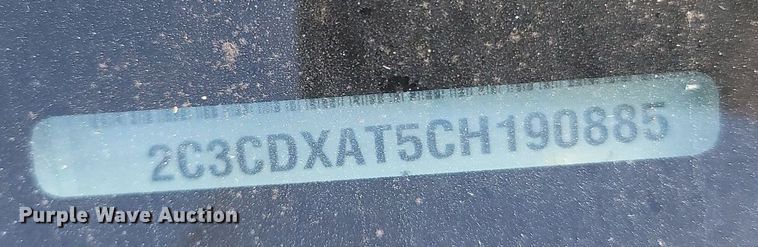 2C3CDXAT5CH190885
Purple Wave Auction